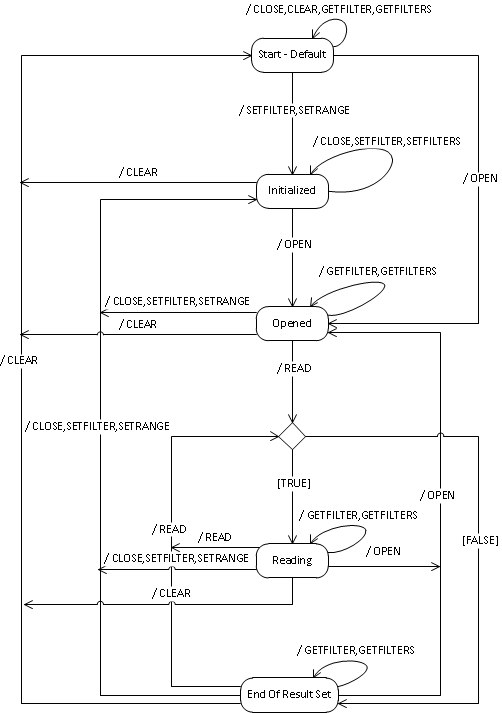 / CLOSE,CLEAR,GETFILTER,GETFILTERS
Start - Default
/ SETFILTER,SETRANGE
/ CLOSE,SETFILTER,SETFILTERS
/ CLEAR
/ OPEN
Initialized
/ OPEN
/ GETFILTER,GETFILTERS
/ CLOSE,SETFILTER,SETRANGE
/ CLEAR
Opened
/ CLEAR
/ READ
/ CLOSE,SETFILTER,SETRANGE
[TRUE]
/ OPEN
/ GETFILTER,GETFILTERS
/ READ
/ READ
[FALSE]
/ CLOSE,SETFILTER,SETRANGE
Reading
/ OPEN
/ CLEAR
/ GETFILTER,GETFILTERS
End Of Result Set